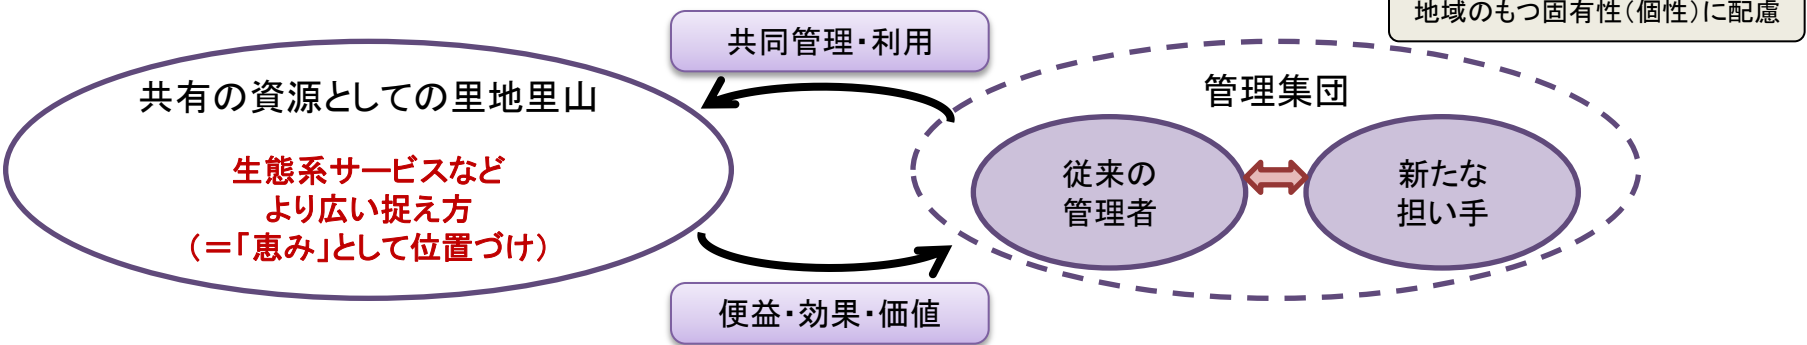 地域のもつ固有性（個性）に配慮
共同管理・利用
共有の資源としての里地里山
生態系サービスなど
より広い捉え方
（＝「恵み」として位置づけ）
管理集団
従来の
管理者
新たな
担い手
便益・効果・価値